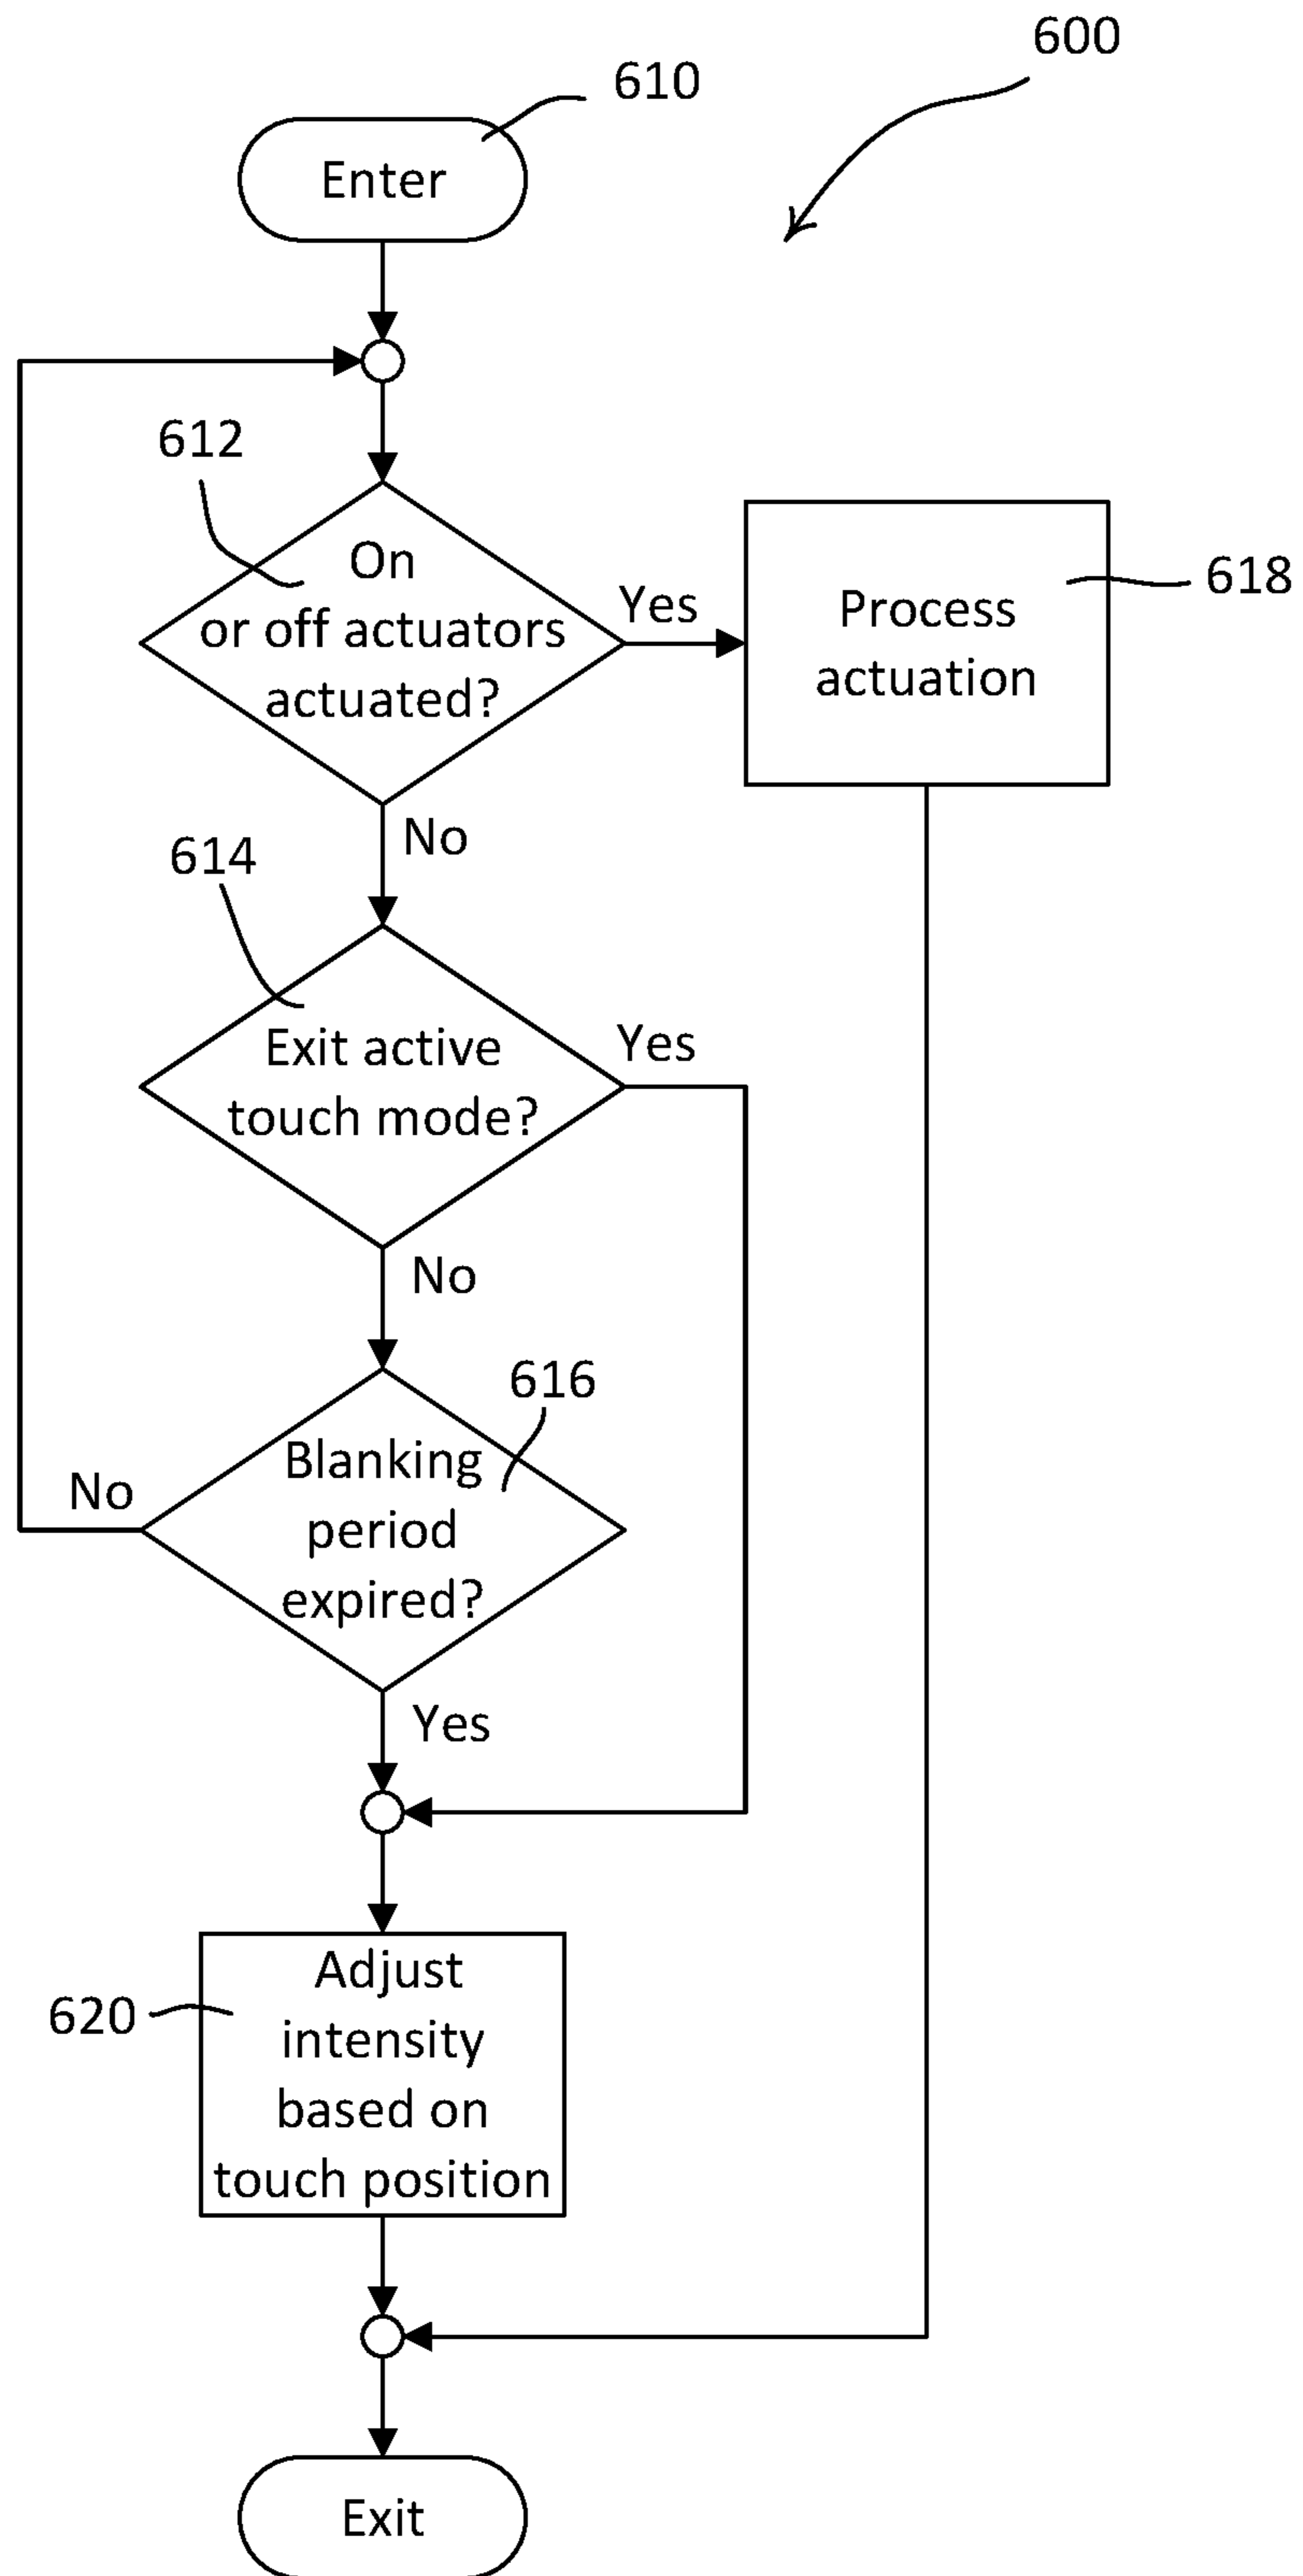 600
610
Enter
612
On
or off actuators
actuated?
Yes
Process
actuation
618
No
614
Exit active
touch mode?
Yes
No
616
Blanking
period
expired?
No
Yes
620
Adjust
intensity
based on
touch position
Exit